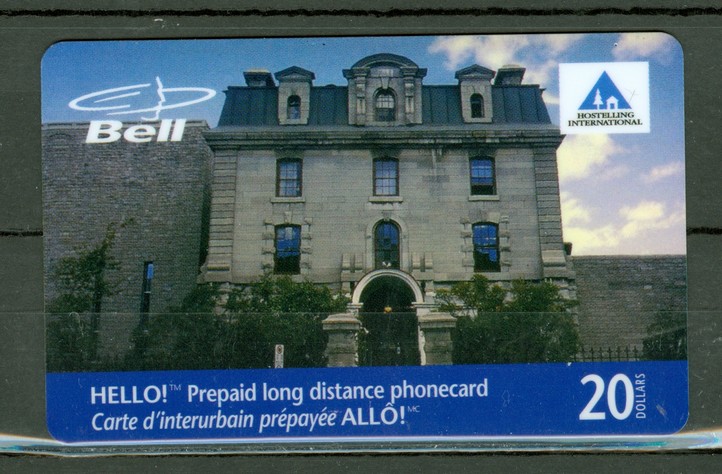 Bell
HOSTELLING
INTERNATIONAL
HELLO!™ Prepaid long distance phonecard
Carte d'interurbain prépayée ALLÔ!MC
20
DOLLARS